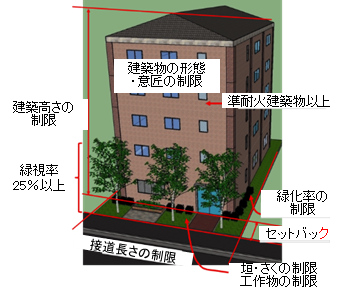 建築物の形態
・意匠の制限
建築高さの
制限
準耐火建築物以上
緑視率
25%以上
緑化率
の制限
セットバック
接道長さの制限
垣・さくの制限
工作物の制限